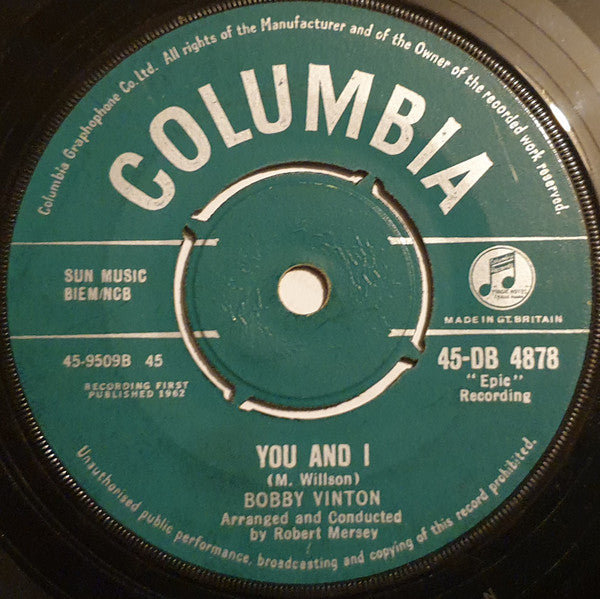 Columbia Graphophone Co. Ltd. All rights of the Manufacturer and of the Owner of the recorded work reserved.
COLUMBIA
SUN MUSIC
BIEM/NCB
MADE IN GT. BRITAIN
45-9509B 45
RECORDING FIRST
PUBLISHED 1962
45-DB 4878
"Epic"
Recording
YOU AND I
(M. Willson)
BOBBY VINTON
Arranged and Conducted
by Robert Mersey
Unauthorised public performance, broadcasting and copying of this record prohibited.